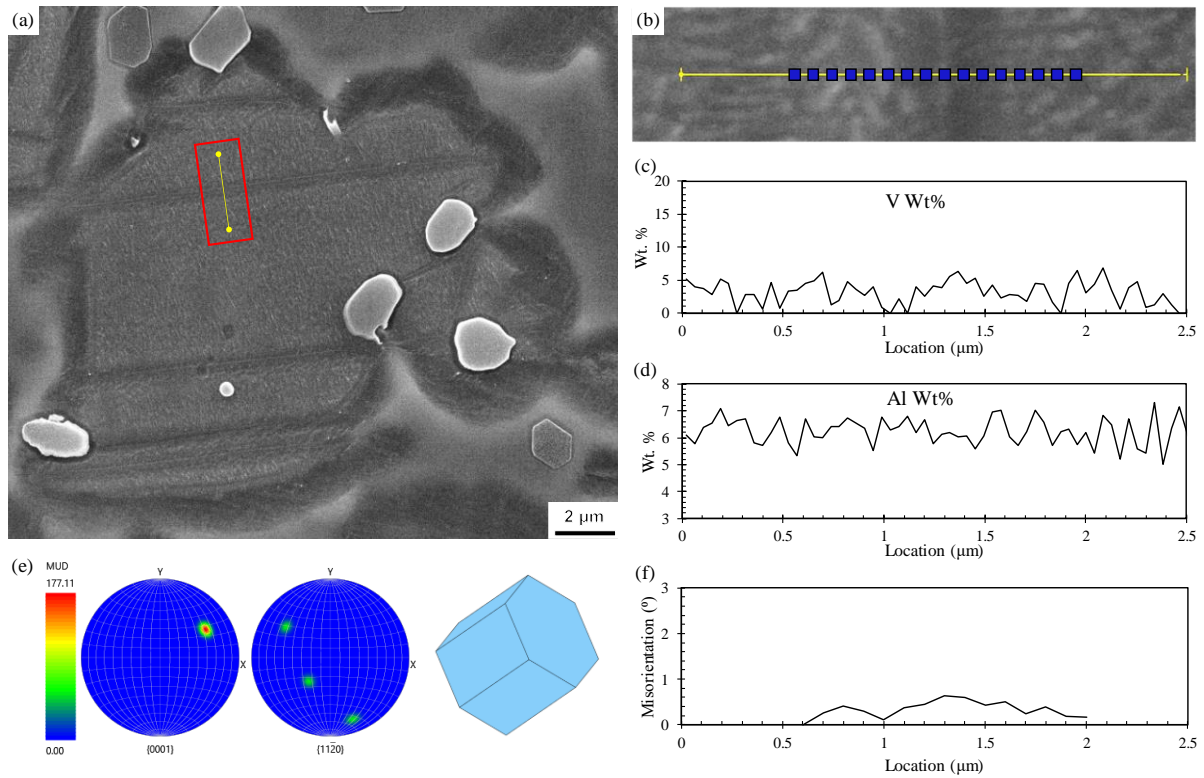 (a)
2 µm
(b)
(c)
V Wt%
20
15
10
5
0
Wt. %
0 0.5 1 1.5 2 2.5
Location (µm)
(d)
Al Wt%
8
7
6
5
4
3
Wt. %
0 0.5 1 1.5 2 2.5
Location (µm)
(e)
MUD
177.11
0.00
Y
X
{0001}
Y
X
{112̅0}
(f)
3
2
1
0
Misorientation (º)
0 0.5 1 1.5 2 2.5
Location (µm)